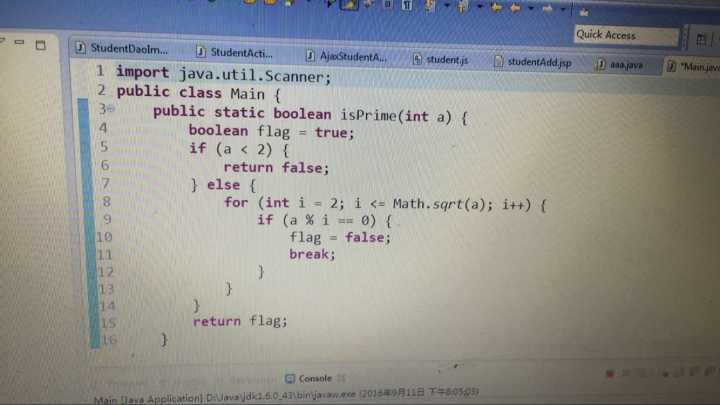 Quick Access
StudentDaoIm... StudentActi... AjaxStudentA... student.js studentAdd.jsp aaa.java *Main.java
1 import java.util.Scanner;
2 public class Main {
3 public static boolean isPrime(int a) {
4 boolean flag = true;
5 if (a < 2) {
6 return false;
7 } else {
8 for (int i = 2; i <= Math.sqrt(a); i++) {
9 if (a % i == 0) {
10 flag = false;
11 break;
12 }
13 }
14 }
15 return flag;
16 }
Console
Main [Java Application] D:\Java\jdk1.6.0_43\bin\javaw.exe (2016年9月11日 下午8:05:03)